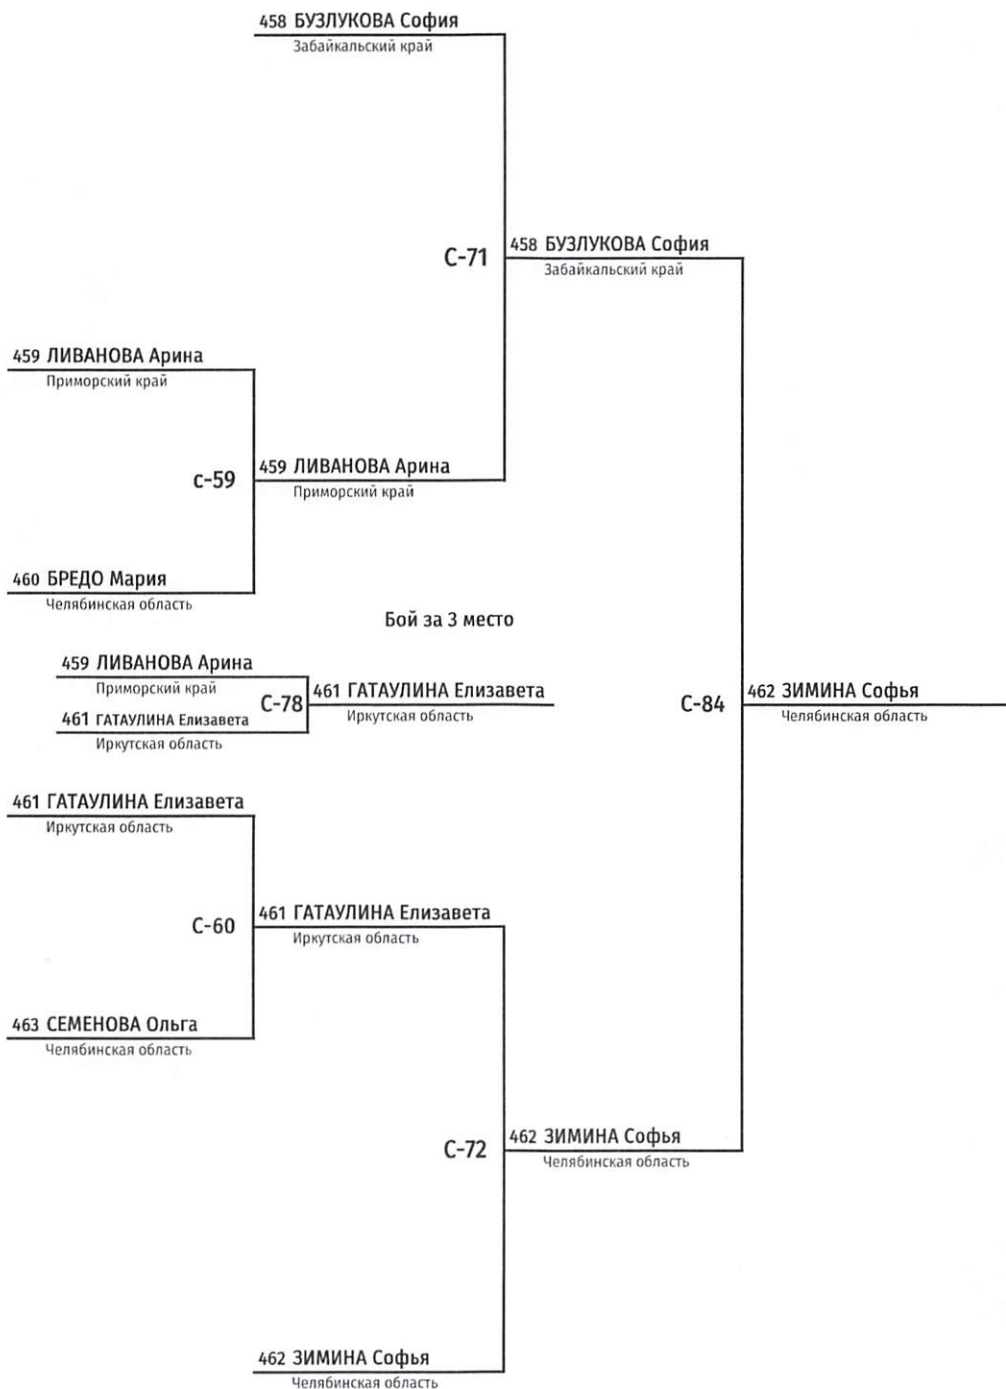 458 БУЗЛУКОВА София
Забайкальский край
С-71
458 БУЗЛУКОВА София
Забайкальский край
459 ЛИВАНОВА Арина
Приморский край
с-59
459 ЛИВАНОВА Арина
Приморский край
460 БРЕДО Мария
Челябинская область
Бой за 3 место
459 ЛИВАНОВА Арина
Приморский край
С-78
461 ГАТАУЛИНА Елизавета
Иркутская область
461 ГАТАУЛИНА Елизавета
Иркутская область
С-84
462 ЗИМИНА Софья
Челябинская область
461 ГАТАУЛИНА Елизавета
Иркутская область
С-60
461 ГАТАУЛИНА Елизавета
Иркутская область
463 СЕМЕНОВА Ольга
Челябинская область
С-72
462 ЗИМИНА Софья
Челябинская область
462 ЗИМИНА Софья
Челябинская область